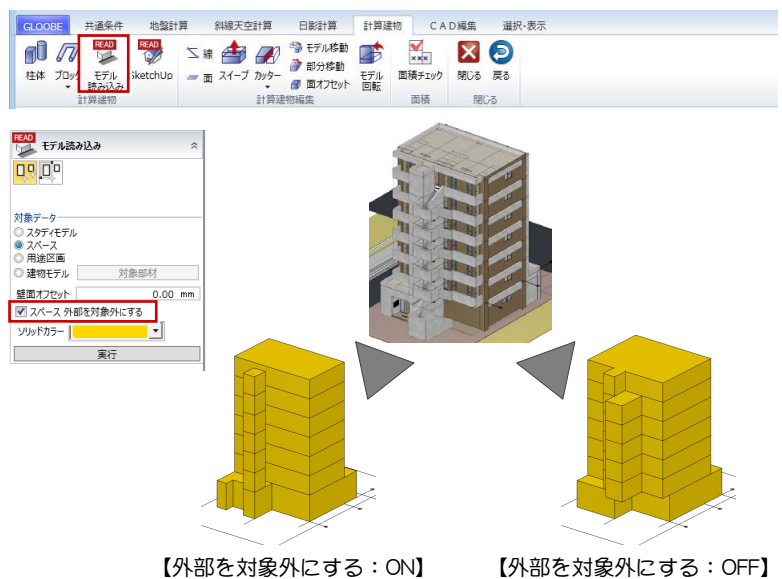 GLOOBE 共通条件 地盤計算 斜線天空計算 日影計算 計算建物 CAD編集 選択・表示
READ READ
線 モデル移動
部分移動
柱体 ブロック モデル読み込み SketchUp 面 スイープ カッター 面オフセット モデル回転 面積チェック 閉じる 戻る
計算建物 計算建物編集 面積 閉じる
READ モデル読み込み
対象データ
スタディモデル
スペース
用途区画
建物モデル 対象部材
壁面オフセット 0.00 mm
スペース 外部を対象外にする
ソリッドカラー
実行
【外部を対象外にする：ON】 【外部を対象外にする：OFF】